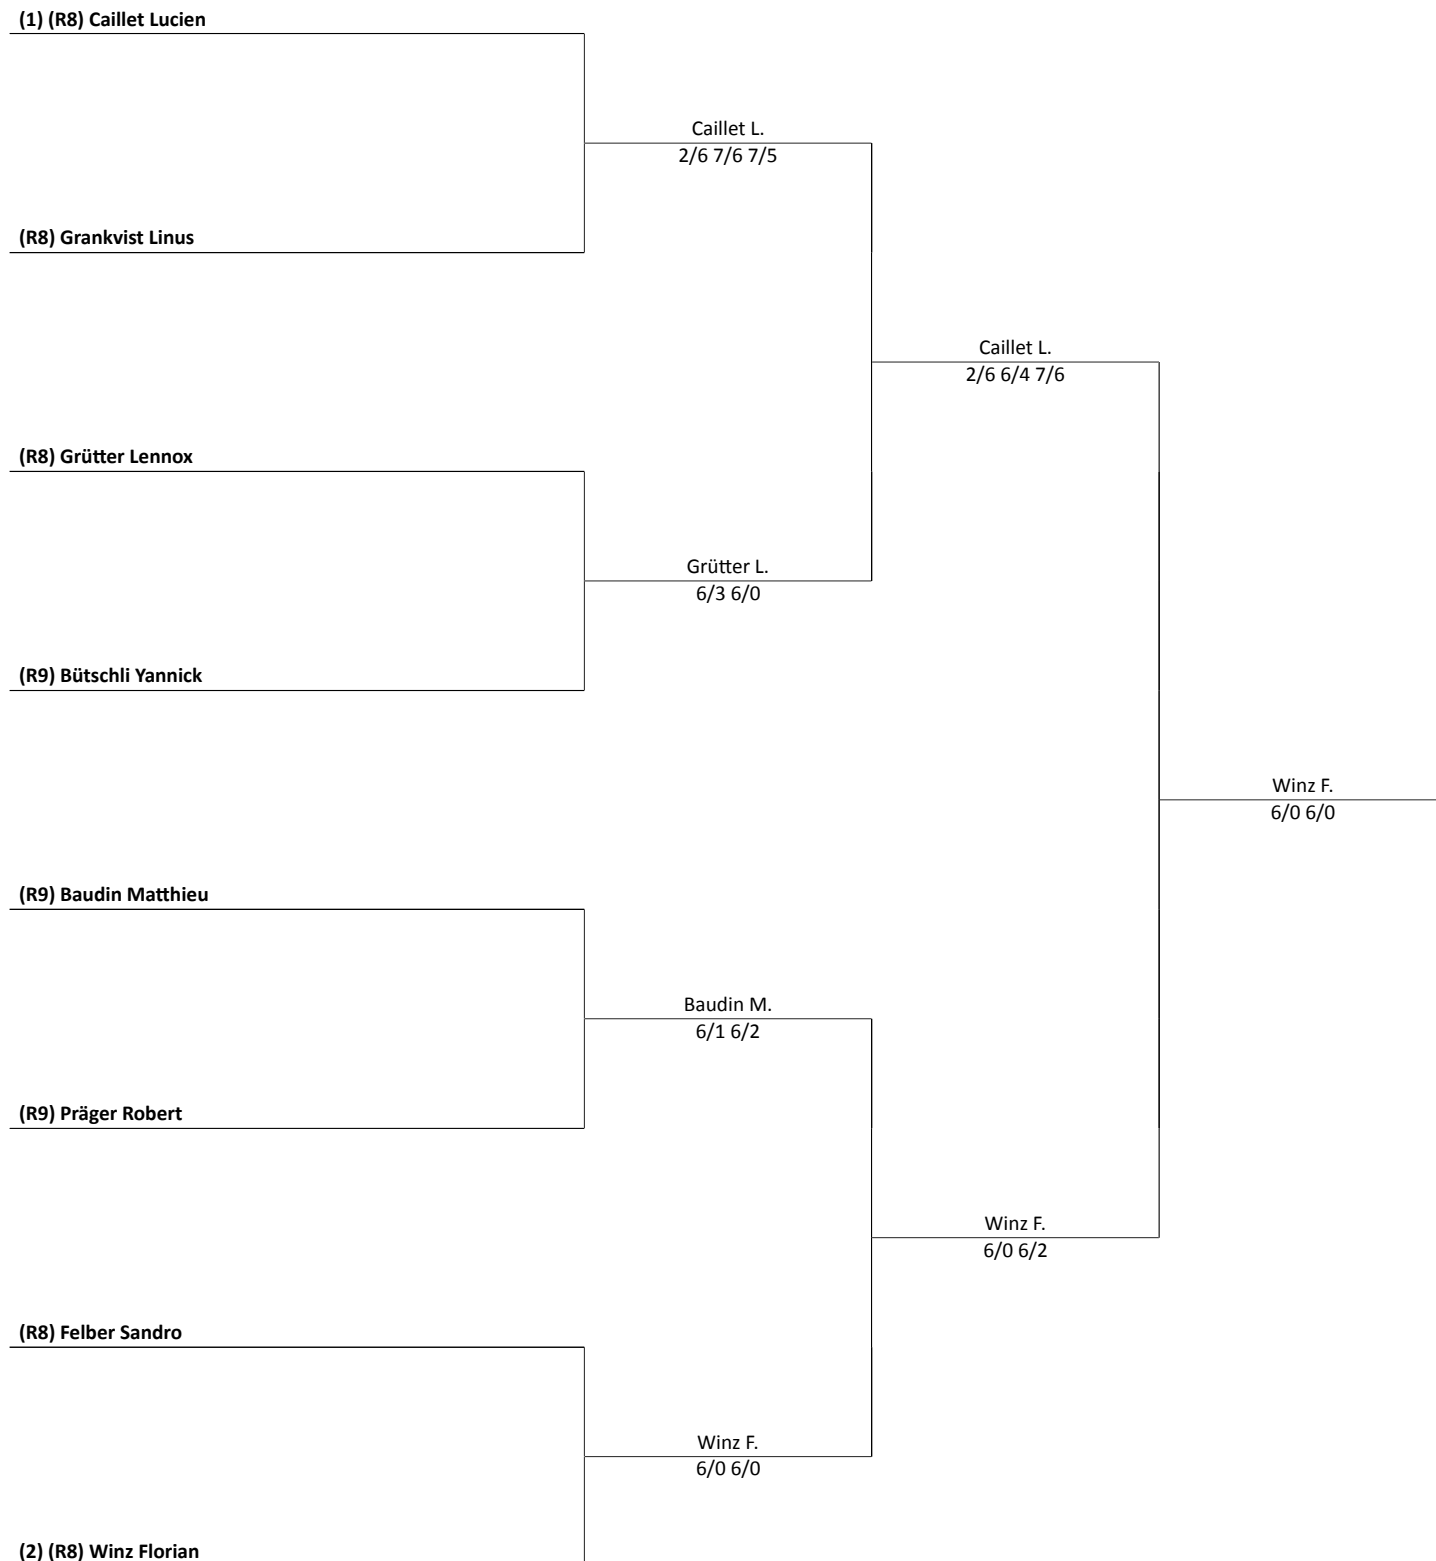 (1) (R8) Caillet Lucien
Caillet L.
2/6 7/6 7/5
(R8) Grankvist Linus
Caillet L.
2/6 6/4 7/6
(R8) Grütter Lennox
Grütter L.
6/3 6/0
(R9) Bütschli Yannick
Winz F.
6/0 6/0
(R9) Baudin Matthieu
Baudin M.
6/1 6/2
(R9) Präger Robert
Winz F.
6/0 6/2
(R8) Felber Sandro
Winz F.
6/0 6/0
(2) (R8) Winz Florian